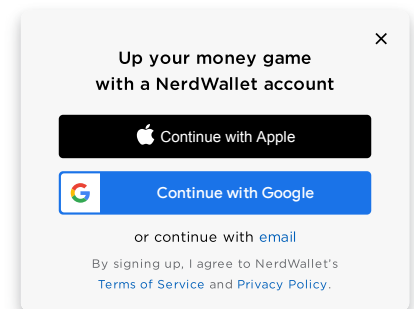 Up your money game
with a NerdWallet account
Continue with Apple
Continue with Google
or continue with email
By signing up, I agree to NerdWallet's
Terms of Service and Privacy Policy.